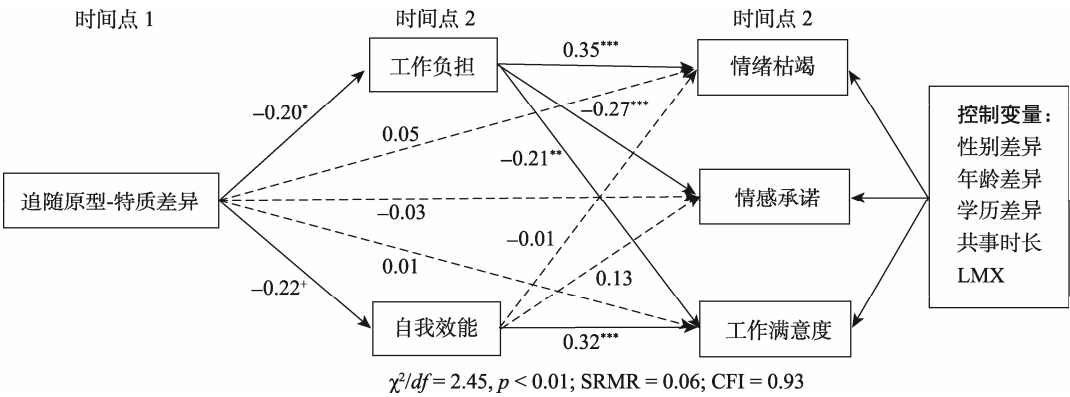 时间点 1
时间点 2
时间点 2
工作负担
0.35***
情绪枯竭
−0.20*
0.05
−0.27***
−0.21**
控制变量：
性别差异
年龄差异
学历差异
共事时长
LMX
追随原型-特质差异
−0.03
情感承诺
−0.01
0.01
0.13
−0.22+
自我效能
0.32***
工作满意度
χ²/df = 2.45, p < 0.01; SRMR = 0.06; CFI = 0.93